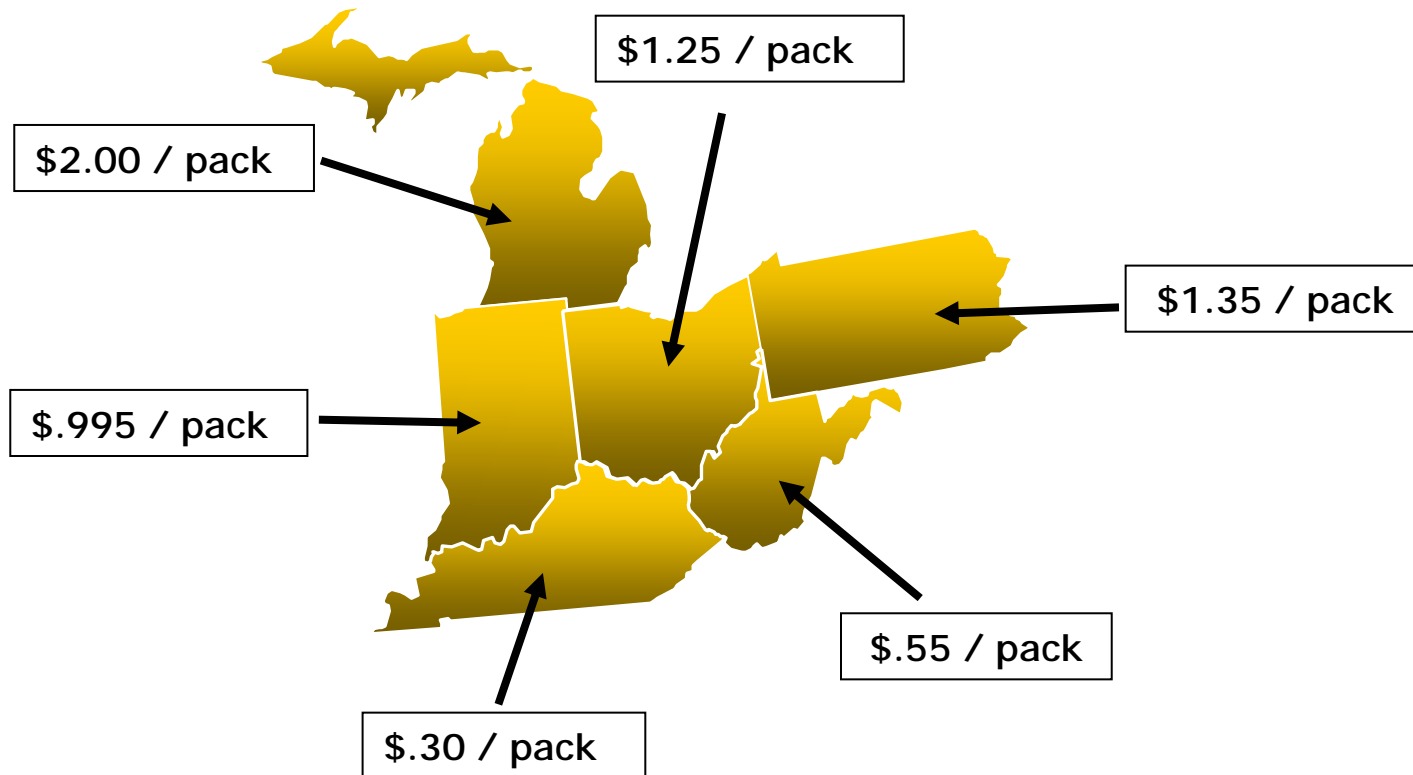 $1.25 / pack
$2.00 / pack
$1.35 / pack
$.995 / pack
$.55 / pack
$.30 / pack